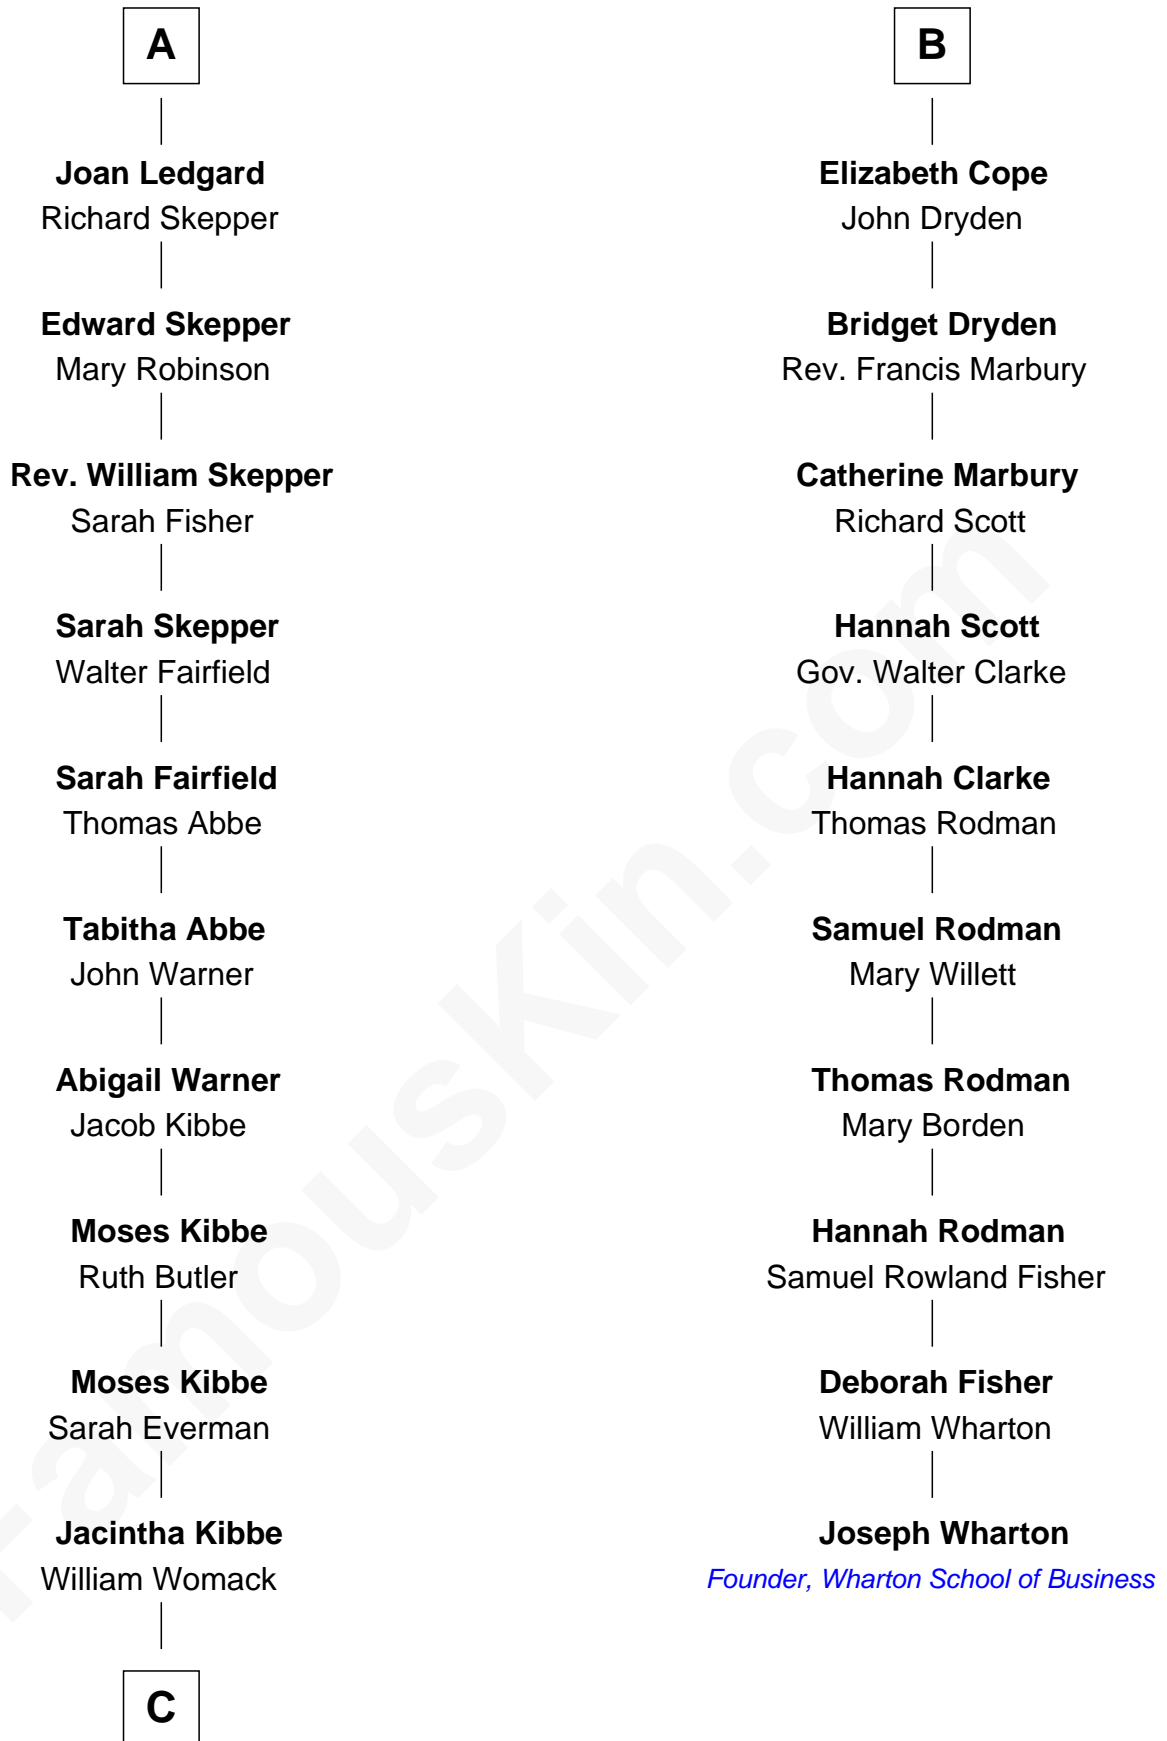 A
Joan Ledgard
Richard Skepper
Edward Skepper
Mary Robinson
Rev. William Skepper
Sarah Fisher
Sarah Skepper
Walter Fairfield
Sarah Fairfield
Thomas Abbe
Tabitha Abbe
John Warner
Abigail Warner
Jacob Kibbe
Moses Kibbe
Ruth Butler
Moses Kibbe
Sarah Everman
Jacintha Kibbe
William Womack
C
B
Elizabeth Cope
John Dryden
Bridget Dryden
Rev. Francis Marbury
Catherine Marbury
Richard Scott
Hannah Scott
Gov. Walter Clarke
Hannah Clarke
Thomas Rodman
Samuel Rodman
Mary Willett
Thomas Rodman
Mary Borden
Hannah Rodman
Samuel Rowland Fisher
Deborah Fisher
William Wharton
Joseph Wharton
Founder, Wharton School of Business
FamousKin.com